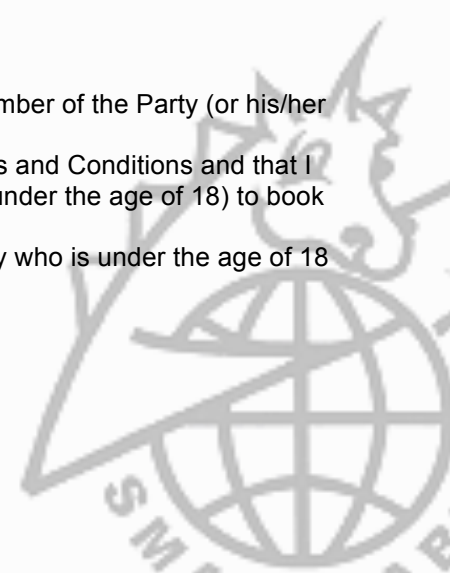 mber of the Party (or his/her
s and Conditions and that I
under the age of 18) to book
y who is under the age of 18